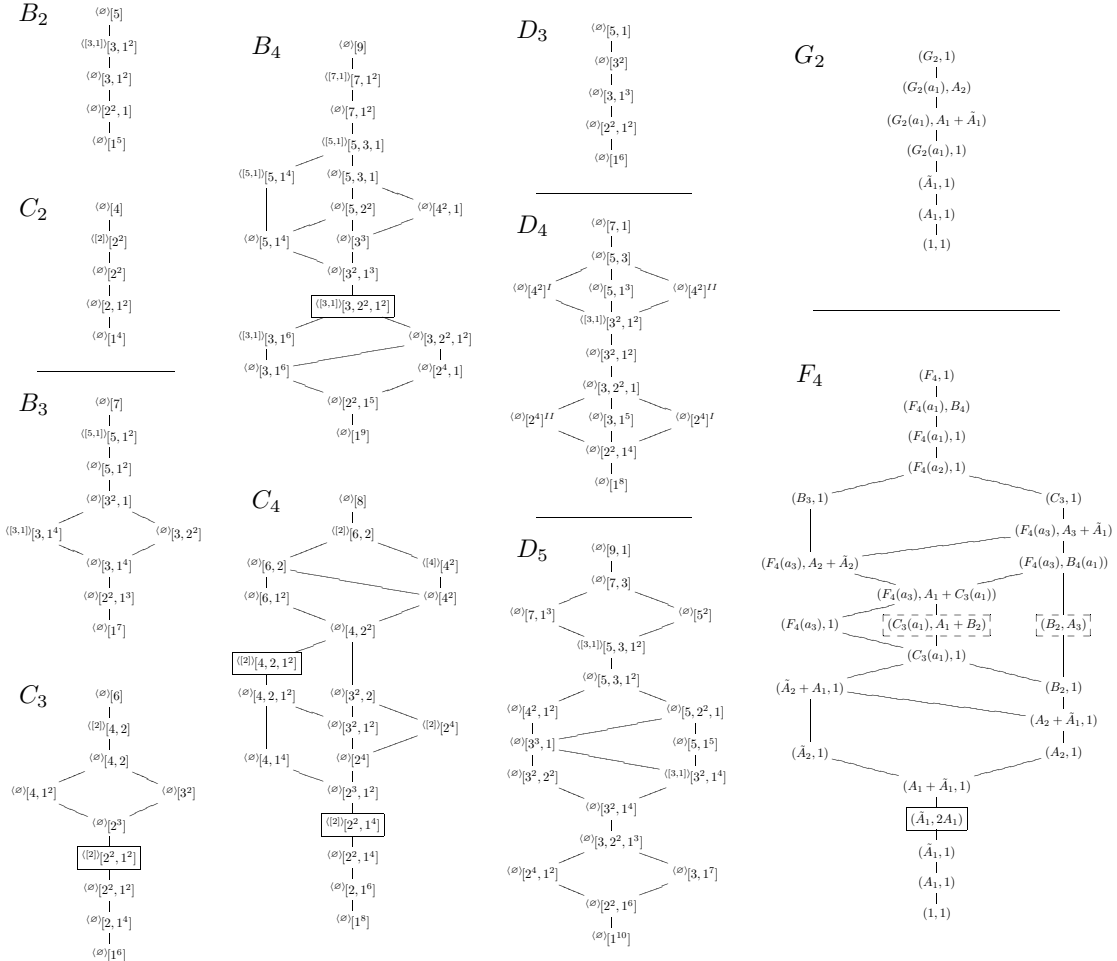 B₂
⟨∅⟩[5]
⟨[3,1]⟩[3, 1²]
⟨∅⟩[3, 1²]
⟨∅⟩[2², 1]
⟨∅⟩[1⁵]
C₂
⟨∅⟩[4]
⟨[2]⟩[2²]
⟨∅⟩[2²]
⟨∅⟩[2, 1²]
⟨∅⟩[1⁴]
B₃
⟨∅⟩[7]
⟨[5,1]⟩[5, 1²]
⟨∅⟩[5, 1²]
⟨∅⟩[3², 1]
⟨[3,1]⟩[3, 1⁴] ⟨∅⟩[3, 2²]
⟨∅⟩[3, 1⁴]
⟨∅⟩[2², 1³]
⟨∅⟩[1⁷]
C₃
⟨∅⟩[6]
⟨[2]⟩[4, 2]
⟨∅⟩[4, 2]
⟨∅⟩[4, 1²] ⟨∅⟩[3²]
⟨∅⟩[2³]
⟨[2]⟩[2², 1²]
⟨∅⟩[2², 1²]
⟨∅⟩[2, 1⁴]
⟨∅⟩[1⁶]
B₄
⟨∅⟩[9]
⟨[7,1]⟩[7, 1²]
⟨∅⟩[7, 1²]
⟨[5,1]⟩[5, 3, 1]
⟨[5,1]⟩[5, 1⁴] ⟨∅⟩[5, 3, 1]
⟨∅⟩[5, 2²] ⟨∅⟩[4², 1]
⟨∅⟩[5, 1⁴] ⟨∅⟩[3³]
⟨∅⟩[3², 1³]
⟨[3,1]⟩[3, 2², 1²]
⟨[3,1]⟩[3, 1⁶] ⟨∅⟩[3, 2², 1²]
⟨∅⟩[3, 1⁶] ⟨∅⟩[2⁴, 1]
⟨∅⟩[2², 1⁵]
⟨∅⟩[1⁹]
C₄
⟨∅⟩[8]
⟨[2]⟩[6, 2]
⟨∅⟩[6, 2] ⟨[4]⟩[4²]
⟨∅⟩[6, 1²] ⟨∅⟩[4²]
⟨∅⟩[4, 2²]
⟨[2]⟩[4, 2, 1²]
⟨∅⟩[4, 2, 1²] ⟨∅⟩[3², 2]
⟨∅⟩[3², 1²] ⟨[2]⟩[2⁴]
⟨∅⟩[4, 1⁴] ⟨∅⟩[2⁴]
⟨∅⟩[2³, 1²]
⟨[2]⟩[2², 1⁴]
⟨∅⟩[2², 1⁴]
⟨∅⟩[2, 1⁶]
⟨∅⟩[1⁸]
D₃
⟨∅⟩[5, 1]
⟨∅⟩[3²]
⟨∅⟩[3, 1³]
⟨∅⟩[2², 1²]
⟨∅⟩[1⁶]
D₄
⟨∅⟩[7, 1]
⟨∅⟩[5, 3]
⟨∅⟩[4²]ᴵ ⟨∅⟩[5, 1³] ⟨∅⟩[4²]ᴵᴵ
⟨[3,1]⟩[3², 1²]
⟨∅⟩[3², 1²]
⟨∅⟩[3, 2², 1]
⟨∅⟩[2⁴]ᴵᴵ ⟨∅⟩[3, 1⁵] ⟨∅⟩[2⁴]ᴵ
⟨∅⟩[2², 1⁴]
⟨∅⟩[1⁸]
D₅
⟨∅⟩[9, 1]
⟨∅⟩[7, 3]
⟨∅⟩[7, 1³] ⟨∅⟩[5²]
⟨[3,1]⟩[5, 3, 1²]
⟨∅⟩[5, 3, 1²]
⟨∅⟩[4², 1²] ⟨∅⟩[5, 2², 1]
⟨∅⟩[3³, 1] ⟨∅⟩[5, 1⁵]
⟨∅⟩[3², 2²] ⟨[3,1]⟩[3², 1⁴]
⟨∅⟩[3², 1⁴]
⟨∅⟩[3, 2², 1³]
⟨∅⟩[2⁴, 1²] ⟨∅⟩[3, 1⁷]
⟨∅⟩[2², 1⁶]
⟨∅⟩[1¹⁰]
G₂
(G₂, 1)
(G₂(a₁), A₂)
(G₂(a₁), A₁ + Ã₁)
(G₂(a₁), 1)
(Ã₁, 1)
(A₁, 1)
(1, 1)
F₄
(F₄, 1)
(F₄(a₁), B₄)
(F₄(a₁), 1)
(F₄(a₂), 1)
(B₃, 1) (C₃, 1)
(F₄(a₃), A₃ + Ã₁)
(F₄(a₃), A₂ + Ã₂) (F₄(a₃), B₄(a₁))
(F₄(a₃), A₁ + C₃(a₁))
(F₄(a₃), 1) (C₃(a₁), A₁ + B₂) (B₂, A₃)
(C₃(a₁), 1)
(Ã₂ + A₁, 1) (B₂, 1)
(A₂ + Ã₁, 1)
(Ã₂, 1) (A₂, 1)
(A₁ + Ã₁, 1)
(Ã₁, 2A₁)
(Ã₁, 1)
(A₁, 1)
(1, 1)